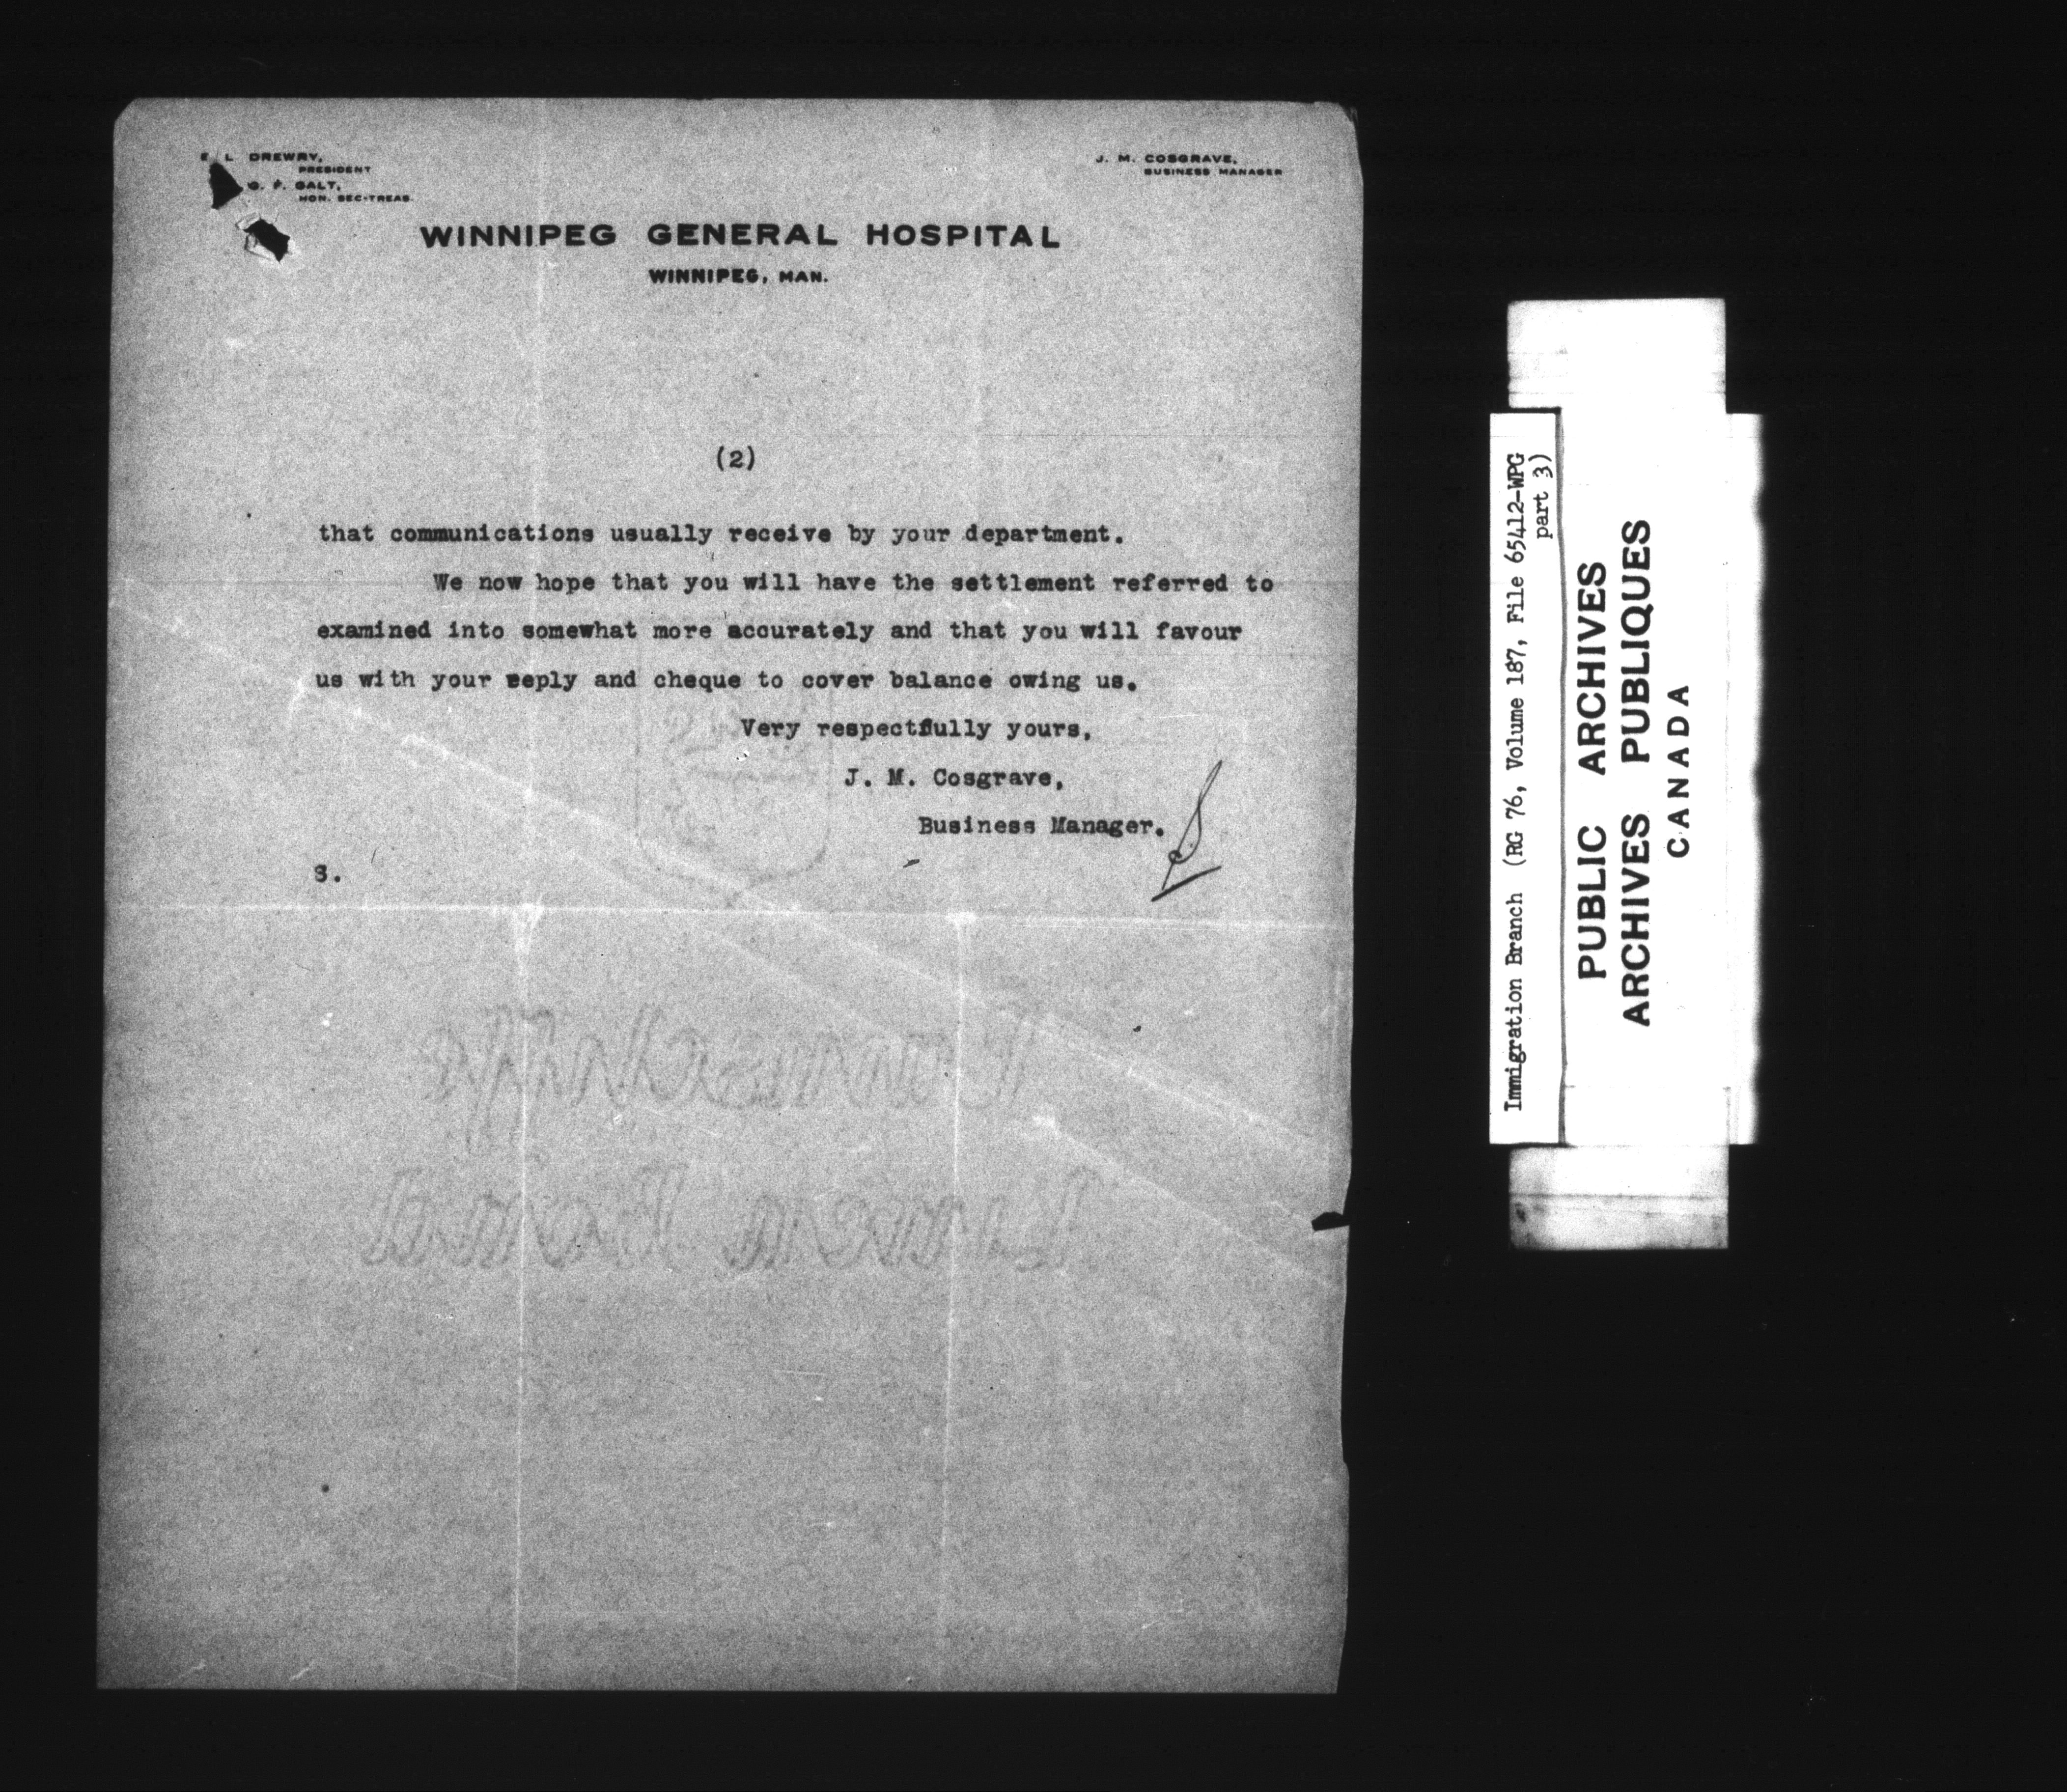 E. L. DREWRY,
PRESIDENT
G. F. GALT,
HON. SEC-TREAS.
J. M. COSGRAVE,
BUSINESS MANAGER
WINNIPEG GENERAL HOSPITAL
WINNIPEG, MAN.
(2)
that communications usually receive by your department.
We now hope that you will have the settlement referred to
examined into somewhat more accurately and that you will favour
us with your reply and cheque to cover balance owing us.
Very respectfully yours,
J. M. Cosgrave,
Business Manager.
S.
Immigration Branch (RG 76, Volume 187, File 65412-WPG
part 3)
PUBLIC ARCHIVES
ARCHIVES PUBLIQUES
CANADA